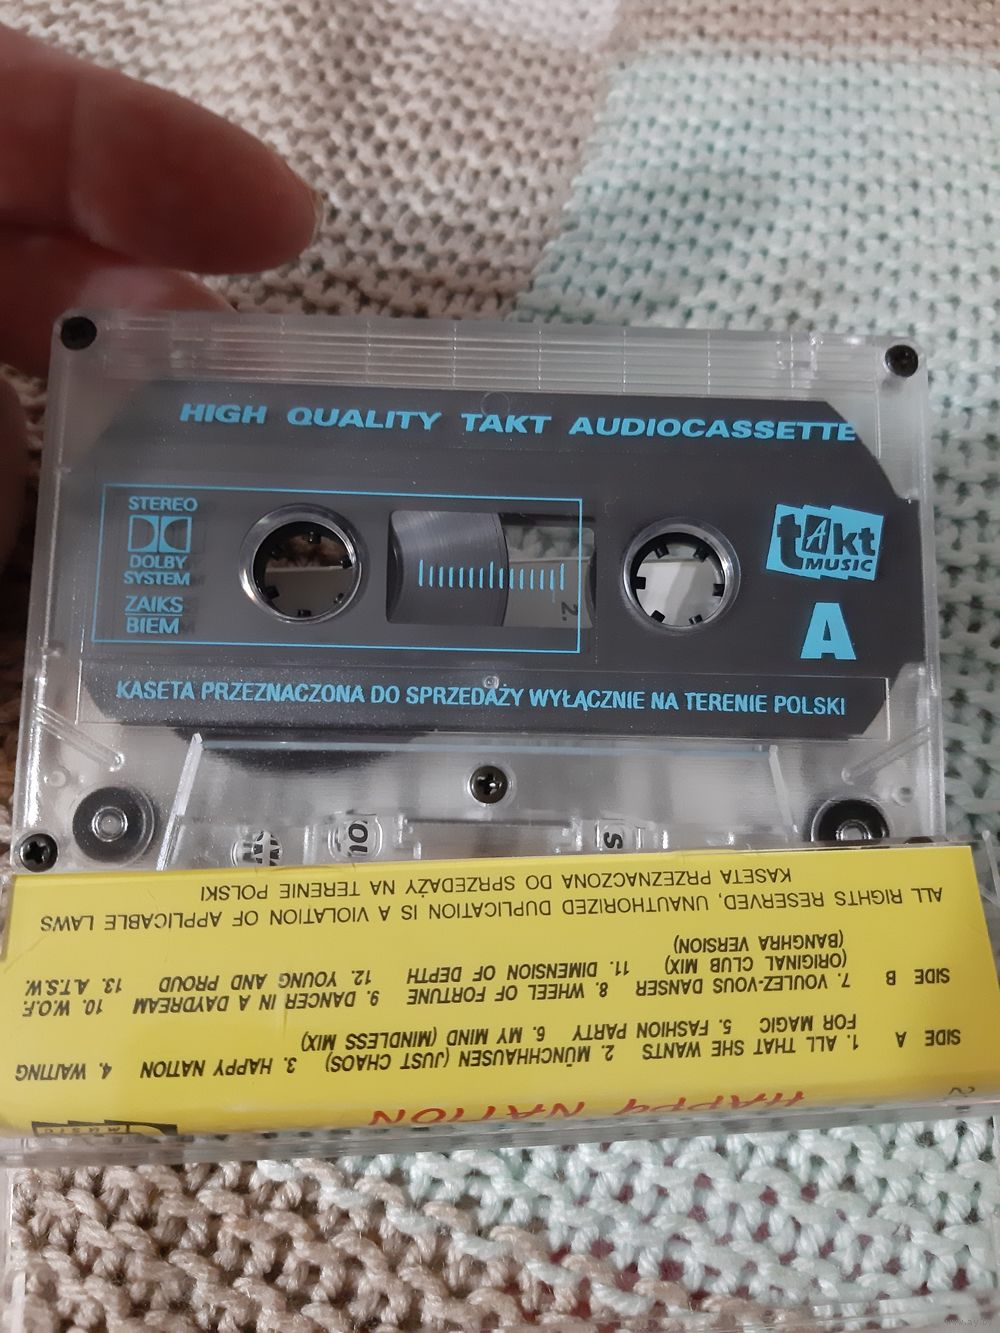 HIGH QUALITY TAKT AUDIOCASSETTE
STEREO
DOLBY
SYSTEM
ZAIKS
BIEM
2.
takt
MUSIC
A
KASETA PRZEZNACZONA DO SPRZEDAŻY WYŁĄCZNIE NA TERENIE POLSKI
HAPPY NATION
SIDE A 1. ALL THAT SHE WANTS 2. MÜNCHHAUSEN (JUST CHAOS) 3. HAPPY NATION 4. WAITING
FOR MAGIC 5. FASHION PARTY 6. MY MIND (MINDLESS MIX)
SIDE B 7. VOULEZ-VOUS DANSER 8. WHEEL OF FORTUNE 9. DANCER IN A DAYDREAM 10. W.O.F.
(ORIGINAL CLUB MIX) 11. DIMENSION OF DEPTH 12. YOUNG AND PROUD 13. A.T.S.W.
(BANGHRA VERSION)
ALL RIGHTS RESERVED, UNAUTHORIZED DUPLICATION IS A VIOLATION OF APPLICABLE LAWS
KASETA PRZEZNACZONA DO SPRZEDAŻY NA TERENIE POLSKI